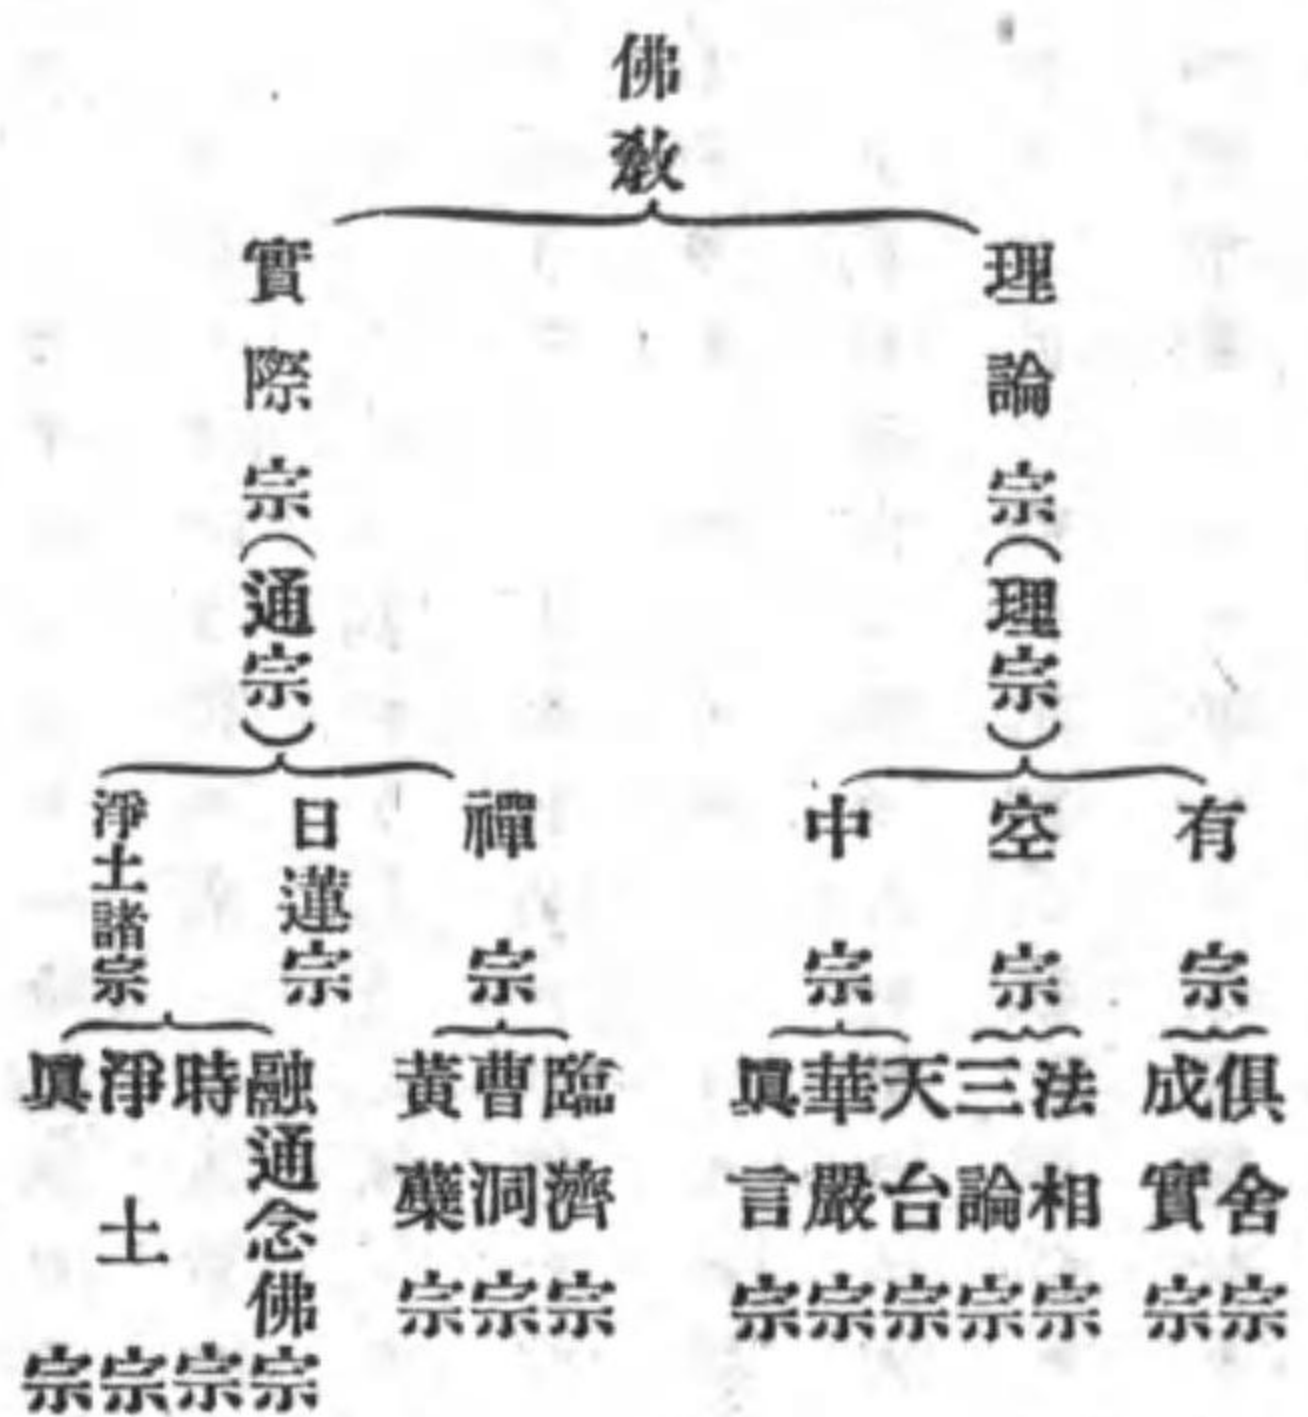 佛教
理論宗(理宗)
有宗
俱舍宗
成實宗
空宗
法相宗
三論宗
中宗
天台宗
華嚴宗
眞言宗
實際宗(通宗)
禪宗
臨濟宗
曹洞宗
黃蘗宗
日蓮宗
淨土諸宗
融通念佛宗
時宗
淨土宗
眞宗